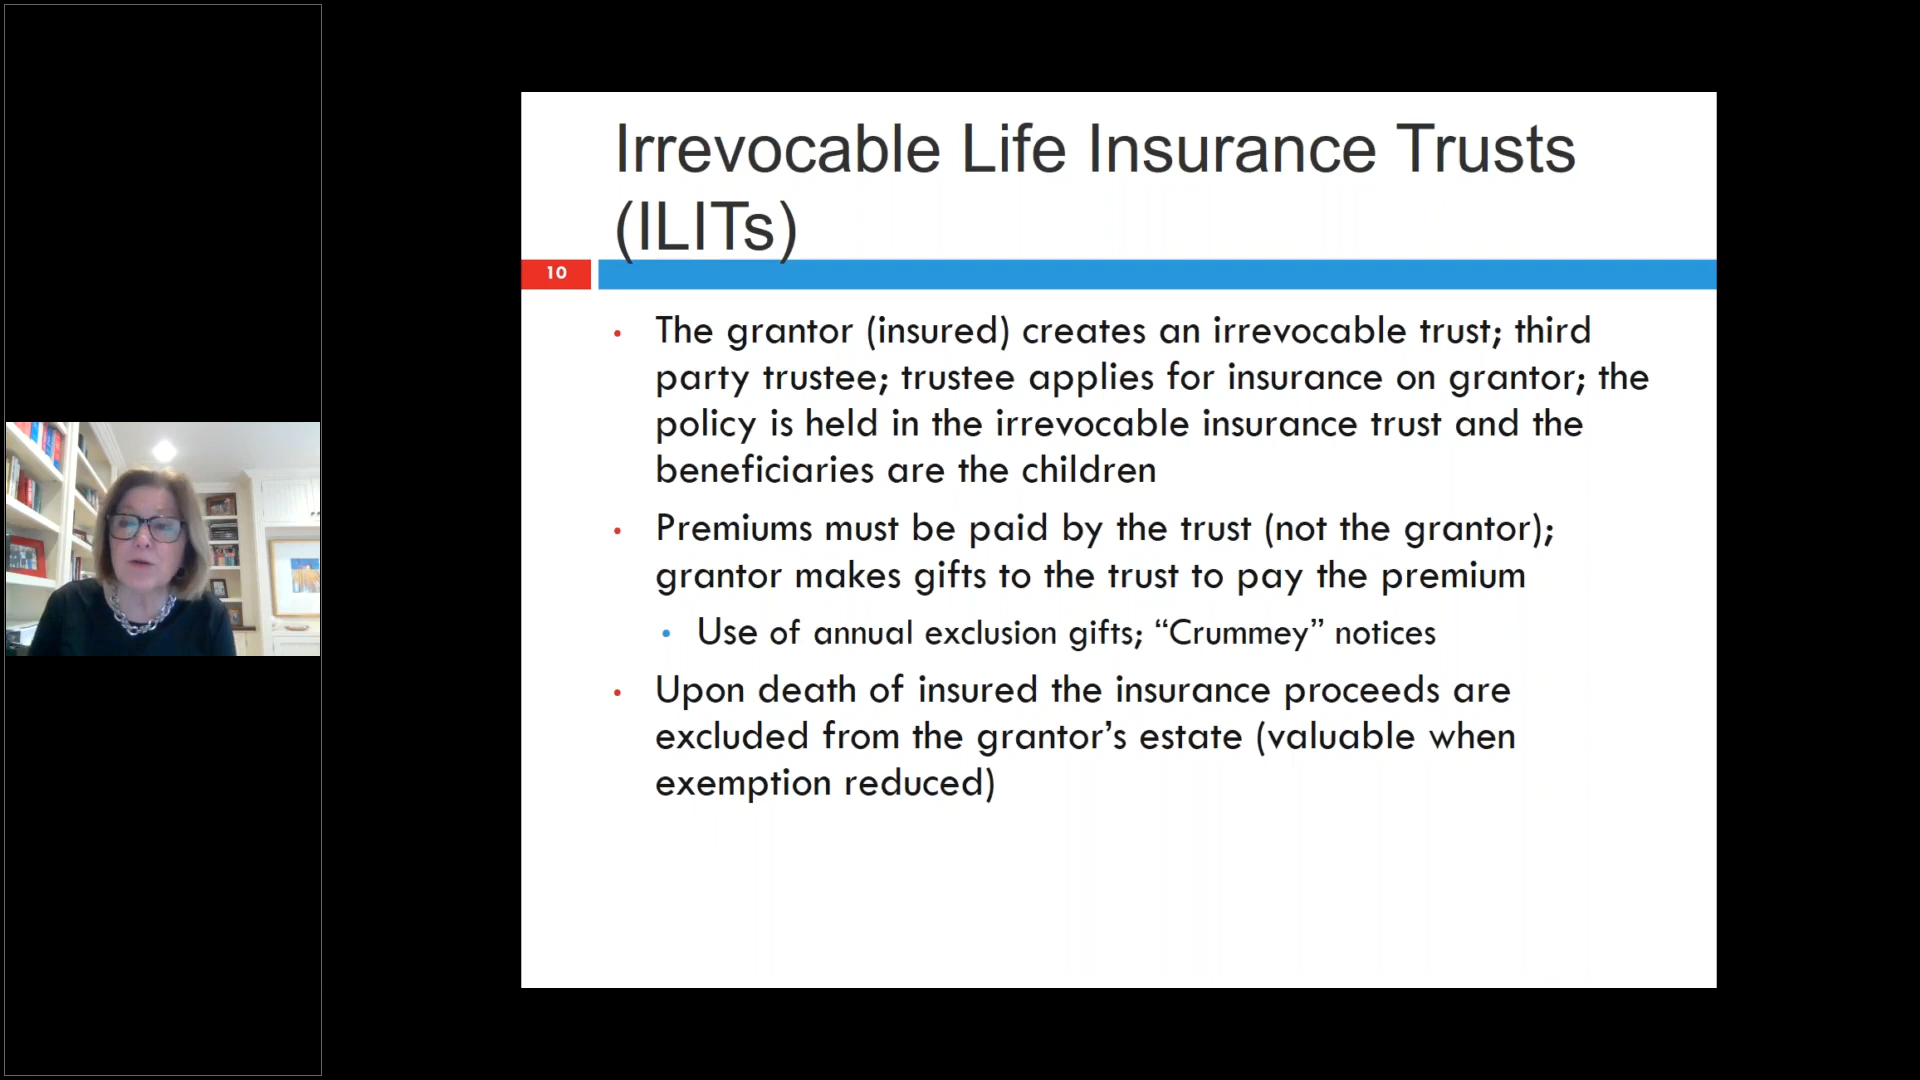 Irrevocable Life Insurance Trusts
(ILITs)
10
• The grantor (insured) creates an irrevocable trust; third
party trustee; trustee applies for insurance on grantor; the
policy is held in the irrevocable insurance trust and the
beneficiaries are the children
• Premiums must be paid by the trust (not the grantor);
grantor makes gifts to the trust to pay the premium
• Use of annual exclusion gifts; “Crummey” notices
• Upon death of insured the insurance proceeds are
excluded from the grantor’s estate (valuable when
exemption reduced)